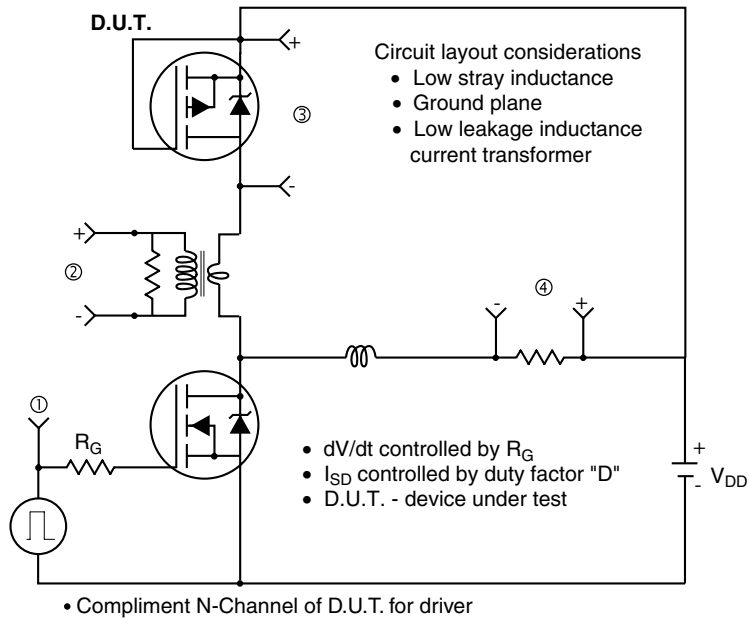 D.U.T.
+
Circuit layout considerations
• Low stray inductance
• Ground plane
• Low leakage inductance
current transformer
③
-
+
②
-
④
- +
①
R_G
• dV/dt controlled by R_G
• I_SD controlled by duty factor "D"
• D.U.T. - device under test
+
V_DD
-
• Compliment N-Channel of D.U.T. for driver